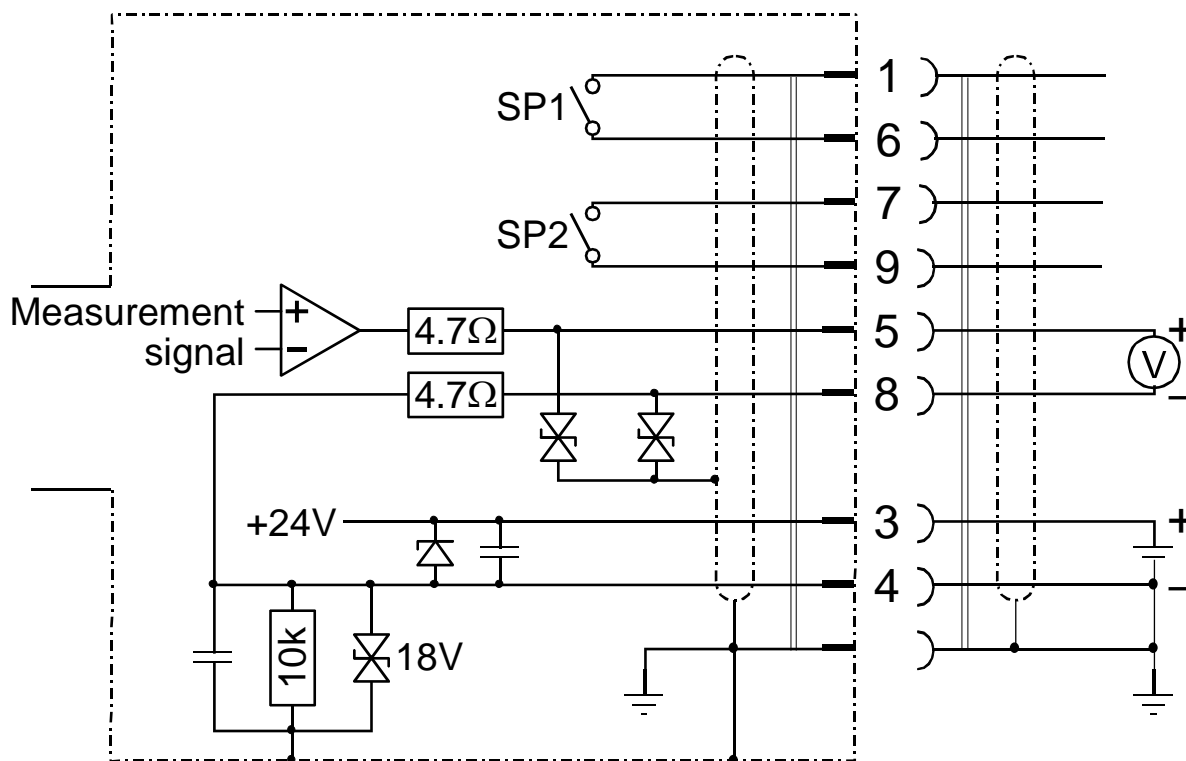 SP1
1
6
SP2
7
9
Measurement
signal
+
−
4.7Ω
5
+
V
4.7Ω
8
−
+24V
3
+
4
−
10k
18V